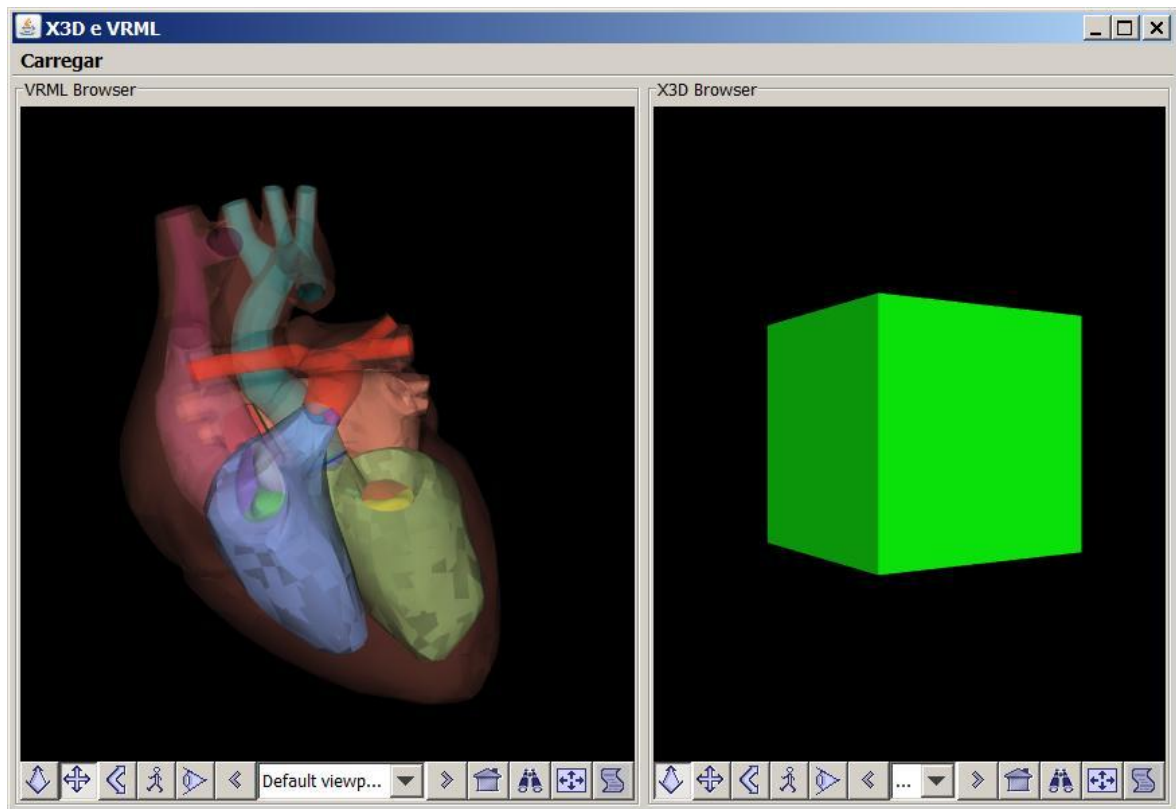 X3D e VRML
Carregar
VRML Browser
X3D Browser
Default viewp...
...